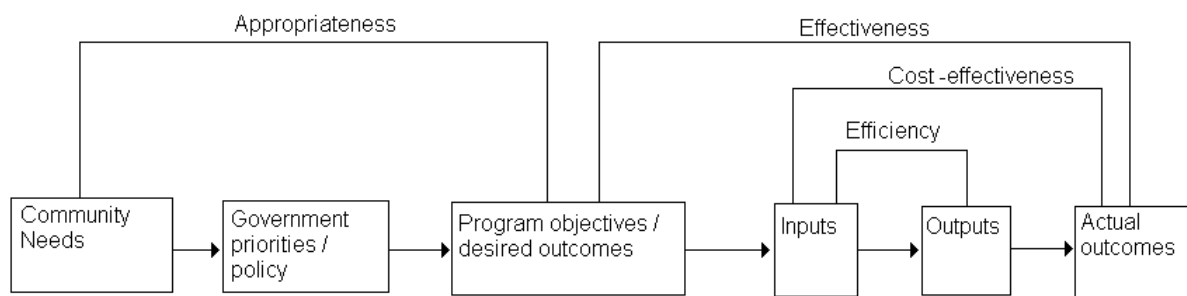 Appropriateness
Effectiveness
Cost -effectiveness
Efficiency
Community
Needs
Government
priorities /
policy
Program objectives /
desired outcomes
Inputs
Outputs
Actual
outcomes